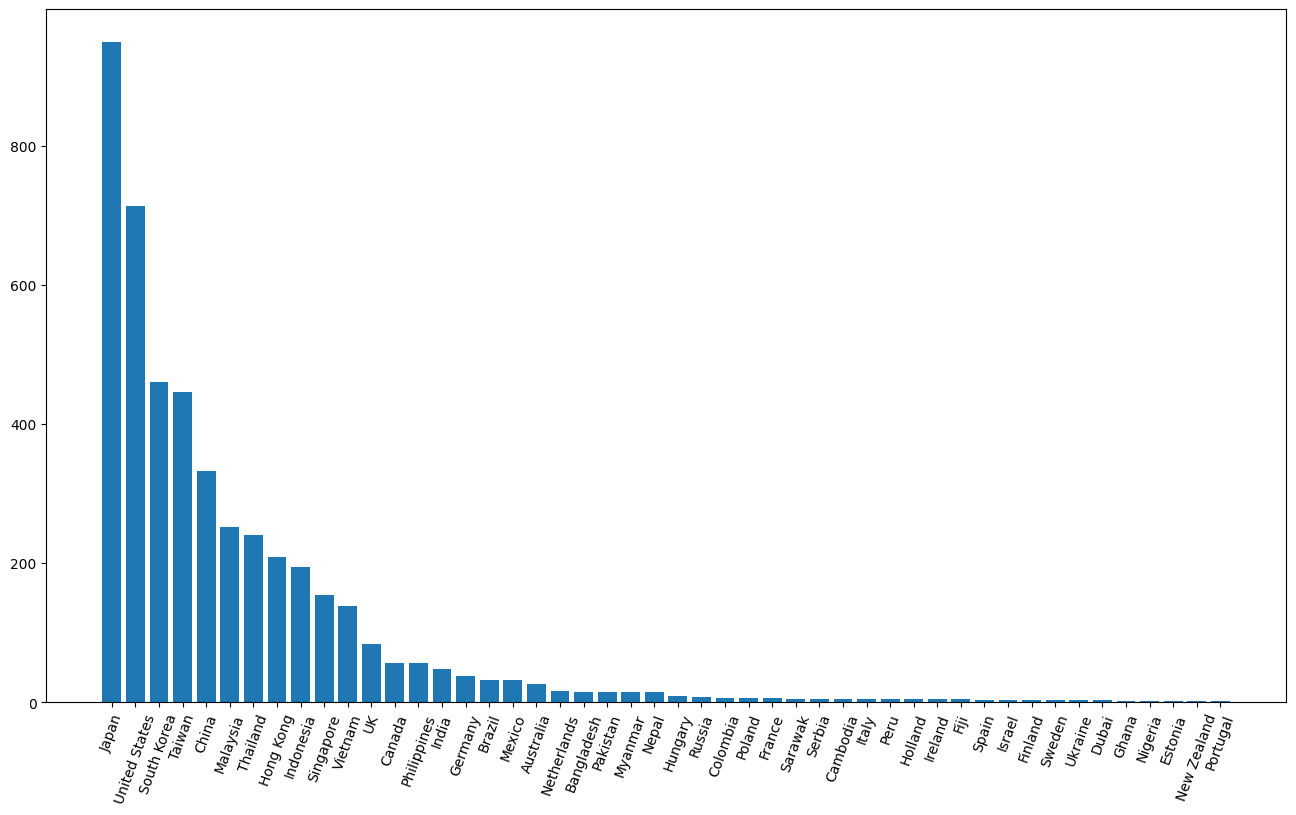 800
600
400
200
0
Japan
United States
South Korea
Taiwan
China
Malaysia
Thailand
Hong Kong
Indonesia
Singapore
Vietnam
UK
Canada
Philippines
India
Germany
Brazil
Mexico
Australia
Netherlands
Bangladesh
Pakistan
Myanmar
Nepal
Hungary
Russia
Colombia
Poland
France
Sarawak
Serbia
Cambodia
Italy
Peru
Holland
Ireland
Fiji
Spain
Israel
Finland
Sweden
Ukraine
Dubai
Ghana
Nigeria
Estonia
New Zealand
Portugal